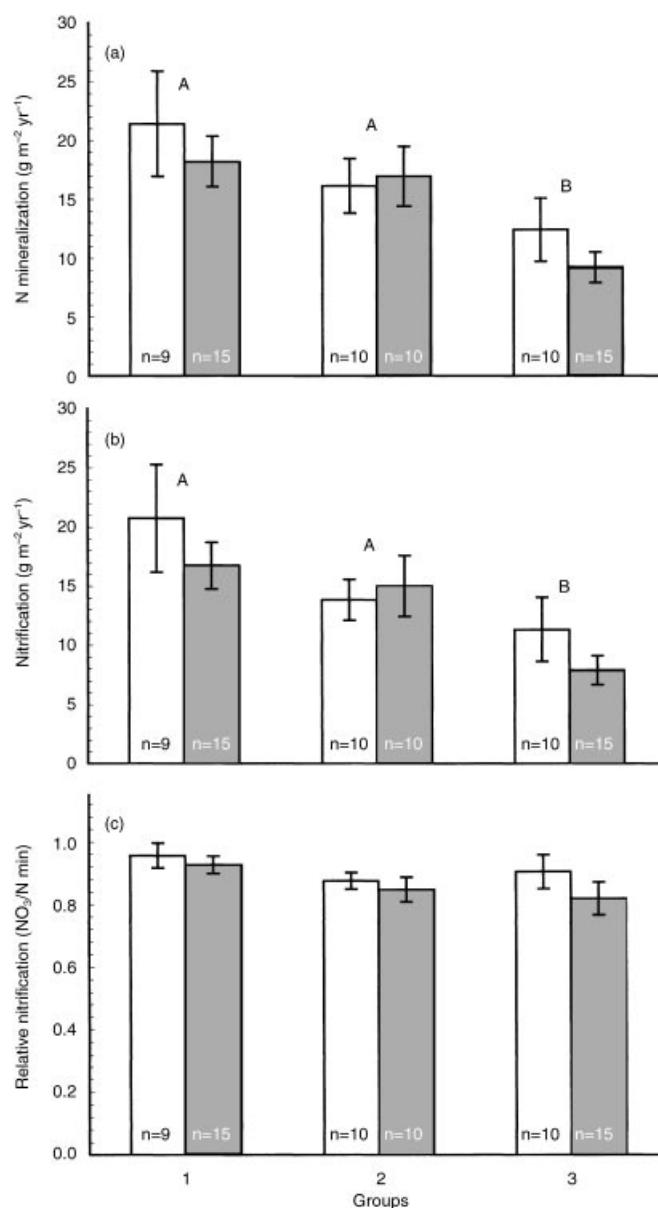 30
(a)
25
A
A
20
B
15
10
5
n=9 n=15 n=10 n=10 n=10 n=15
0
N mineralization (g m⁻² yr⁻¹)
30
(b)
25
A
20
A
15
B
10
5
n=9 n=15 n=10 n=10 n=10 n=15
0
Nitrification (g m⁻² yr⁻¹)
(c)
1.0
0.8
0.6
0.4
0.2
n=9 n=15 n=10 n=10 n=10 n=15
0.0
Relative nitrification (NO₃/N min)
1 2 3
Groups